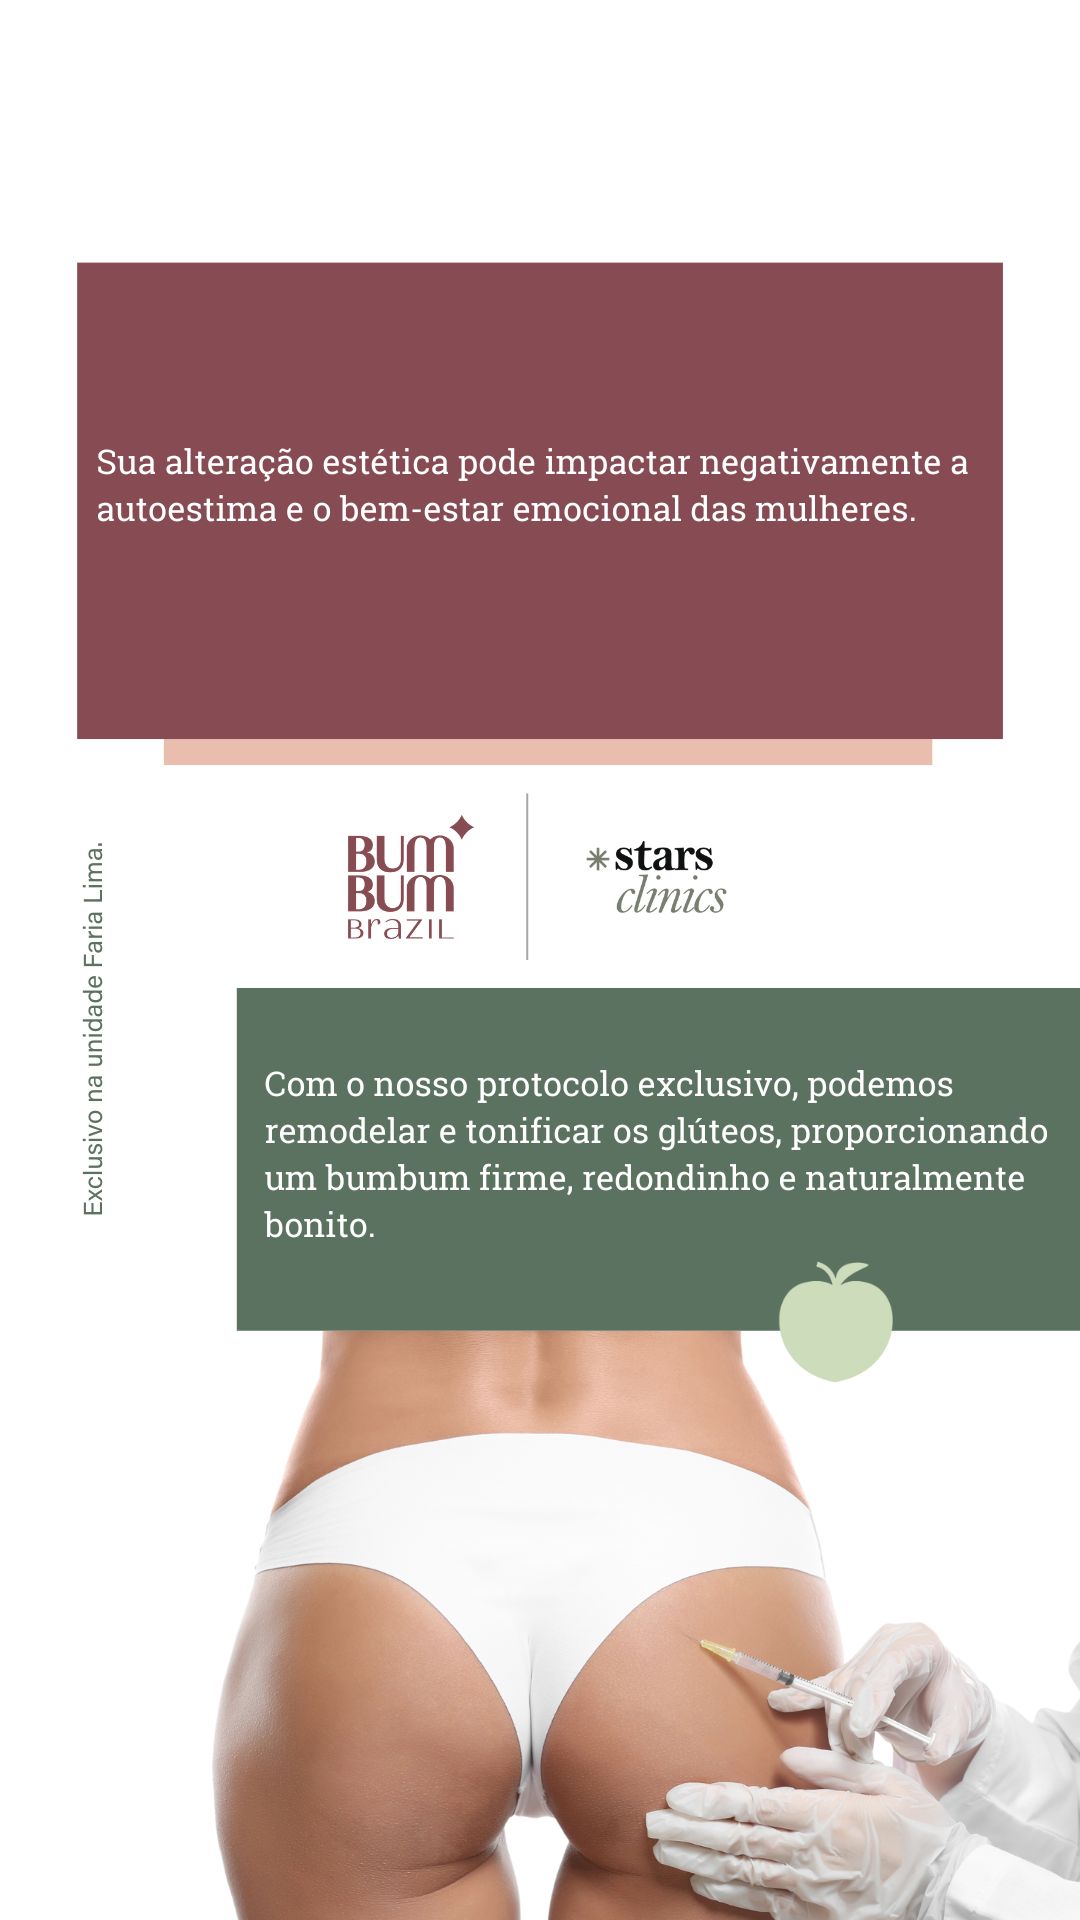 Sua alteração estética pode impactar negativamente a
autoestima e o bem-estar emocional das mulheres.
BUM
BUM
Brazil
stars
clinics
Exclusivo na unidade Faria Lima.
Com o nosso protocolo exclusivo, podemos
remodelar e tonificar os glúteos, proporcionando
um bumbum firme, redondinho e naturalmente
bonito.